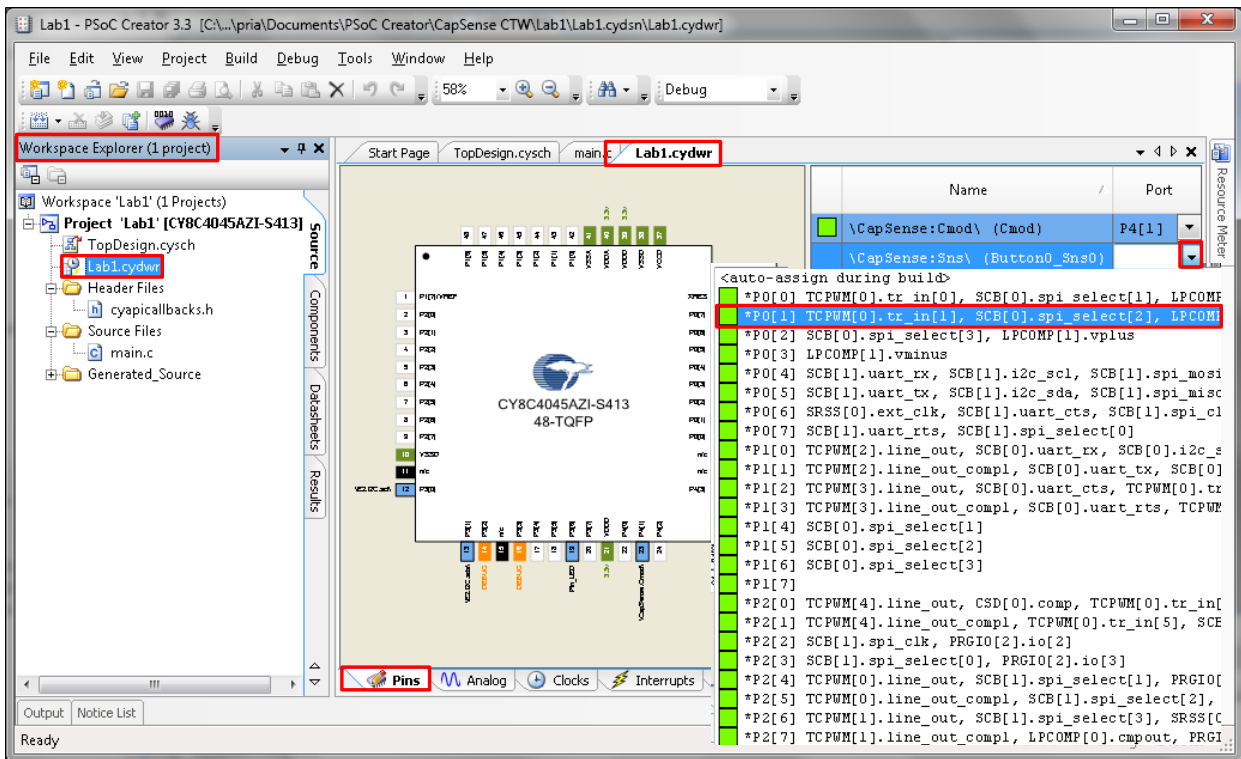 Lab1 - PSoC Creator 3.3 [C:\...\pria\Documents\PSoC Creator\CapSense CTW\Lab1\Lab1.cydsn\Lab1.cydwr]
File Edit View Project Build Debug Tools Window Help
58% Debug
Workspace Explorer (1 project)
Workspace 'Lab1' (1 Projects)
Project 'Lab1' [CY8C4045AZI-S413]
TopDesign.cysch
Lab1.cydwr
Header Files
cyapicallbacks.h
Source Files
main.c
Generated_Source
Source
Components
Datasheets
Results
Start Page TopDesign.cysch main.c Lab1.cydwr
Resource Meter
CY8C4045AZI-S413
48-TQFP
Name Port
\CapSense:Cmod\ (Cmod) P4[1]
\CapSense:Sns\ (Button0_Sns0)
<auto-assign during build>
*P0[0] TCPWM[0].tr_in[0], SCB[0].spi_select[1], LPCOMP
*P0[1] TCPWM[0].tr_in[1], SCB[0].spi_select[2], LPCOMP
*P0[2] SCB[0].spi_select[3], LPCOMP[1].vplus
*P0[3] LPCOMP[1].vminus
*P0[4] SCB[1].uart_rx, SCB[1].i2c_scl, SCB[1].spi_mosi
*P0[5] SCB[1].uart_tx, SCB[1].i2c_sda, SCB[1].spi_miso
*P0[6] SRSS[0].ext_clk, SCB[1].uart_cts, SCB[1].spi_cl
*P0[7] SCB[1].uart_rts, SCB[1].spi_select[0]
*P1[0] TCPWM[2].line_out, SCB[0].uart_rx, SCB[0].i2c_s
*P1[1] TCPWM[2].line_out_compl, SCB[0].uart_tx, SCB[0]
*P1[2] TCPWM[3].line_out, SCB[0].uart_cts, TCPWM[0].tr
*P1[3] TCPWM[3].line_out_compl, SCB[0].uart_rts, TCPWM
*P1[4] SCB[0].spi_select[1]
*P1[5] SCB[0].spi_select[2]
*P1[6] SCB[0].spi_select[3]
*P1[7]
*P2[0] TCPWM[4].line_out, CSD[0].comp, TCPWM[0].tr_in[
*P2[1] TCPWM[4].line_out_compl, TCPWM[0].tr_in[5], SCB
*P2[2] SCB[1].spi_clk, PRGIO[2].io[2]
*P2[3] SCB[1].spi_select[0], PRGIO[2].io[3]
*P2[4] TCPWM[0].line_out, SCB[1].spi_select[1], PRGIO[
*P2[5] TCPWM[0].line_out_compl, SCB[1].spi_select[2],
*P2[6] TCPWM[1].line_out, SCB[1].spi_select[3], SRSS[0
*P2[7] TCPWM[1].line_out_compl, LPCOMP[0].cmpout, PRGI
Pins Analog Clocks Interrupts
Output Notice List
Ready